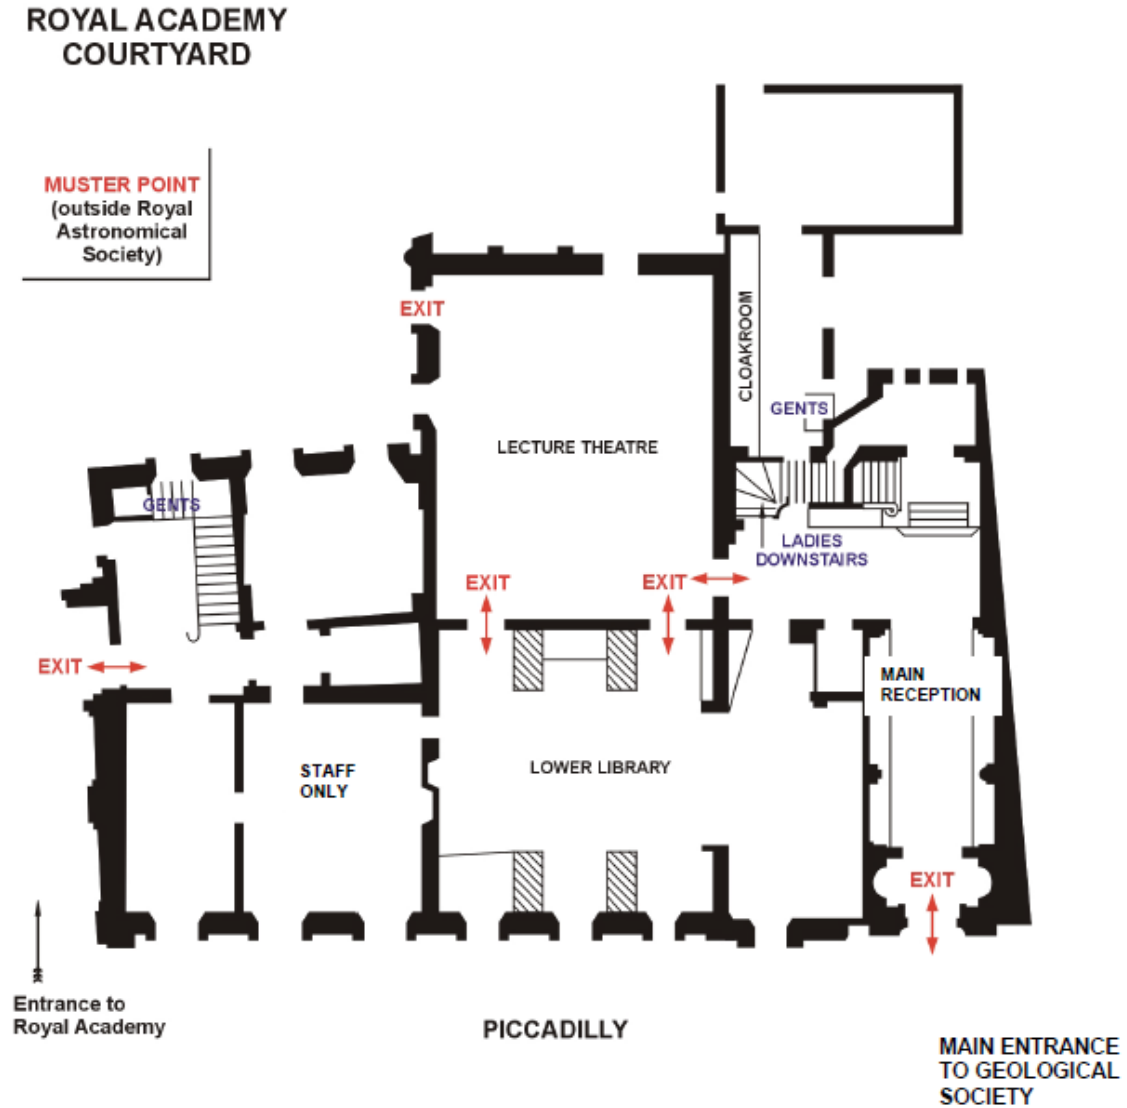 ROYAL ACADEMY
COURTYARD
MUSTER POINT
(outside Royal
Astronomical
Society)
EXIT
CLOAKROOM
GENTS
LECTURE THEATRE
GENTS
LADIES
DOWNSTAIRS
EXIT
EXIT
EXIT
MAIN
RECEPTION
STAFF
ONLY
LOWER LIBRARY
EXIT
Entrance to
Royal Academy
PICCADILLY
MAIN ENTRANCE
TO GEOLOGICAL
SOCIETY